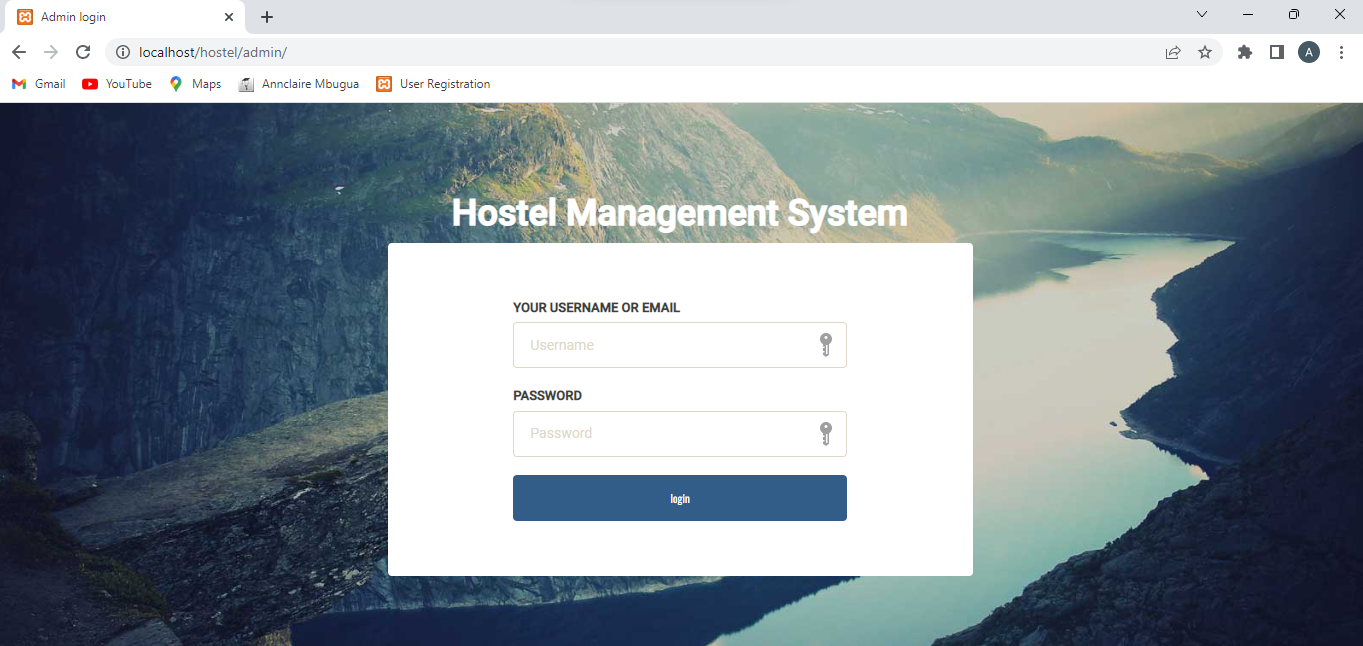 Admin login
localhost/hostel/admin/
A
Gmail YouTube Maps Annclaire Mbugua User Registration
Hostel Management System
YOUR USERNAME OR EMAIL
Username
PASSWORD
Password
login